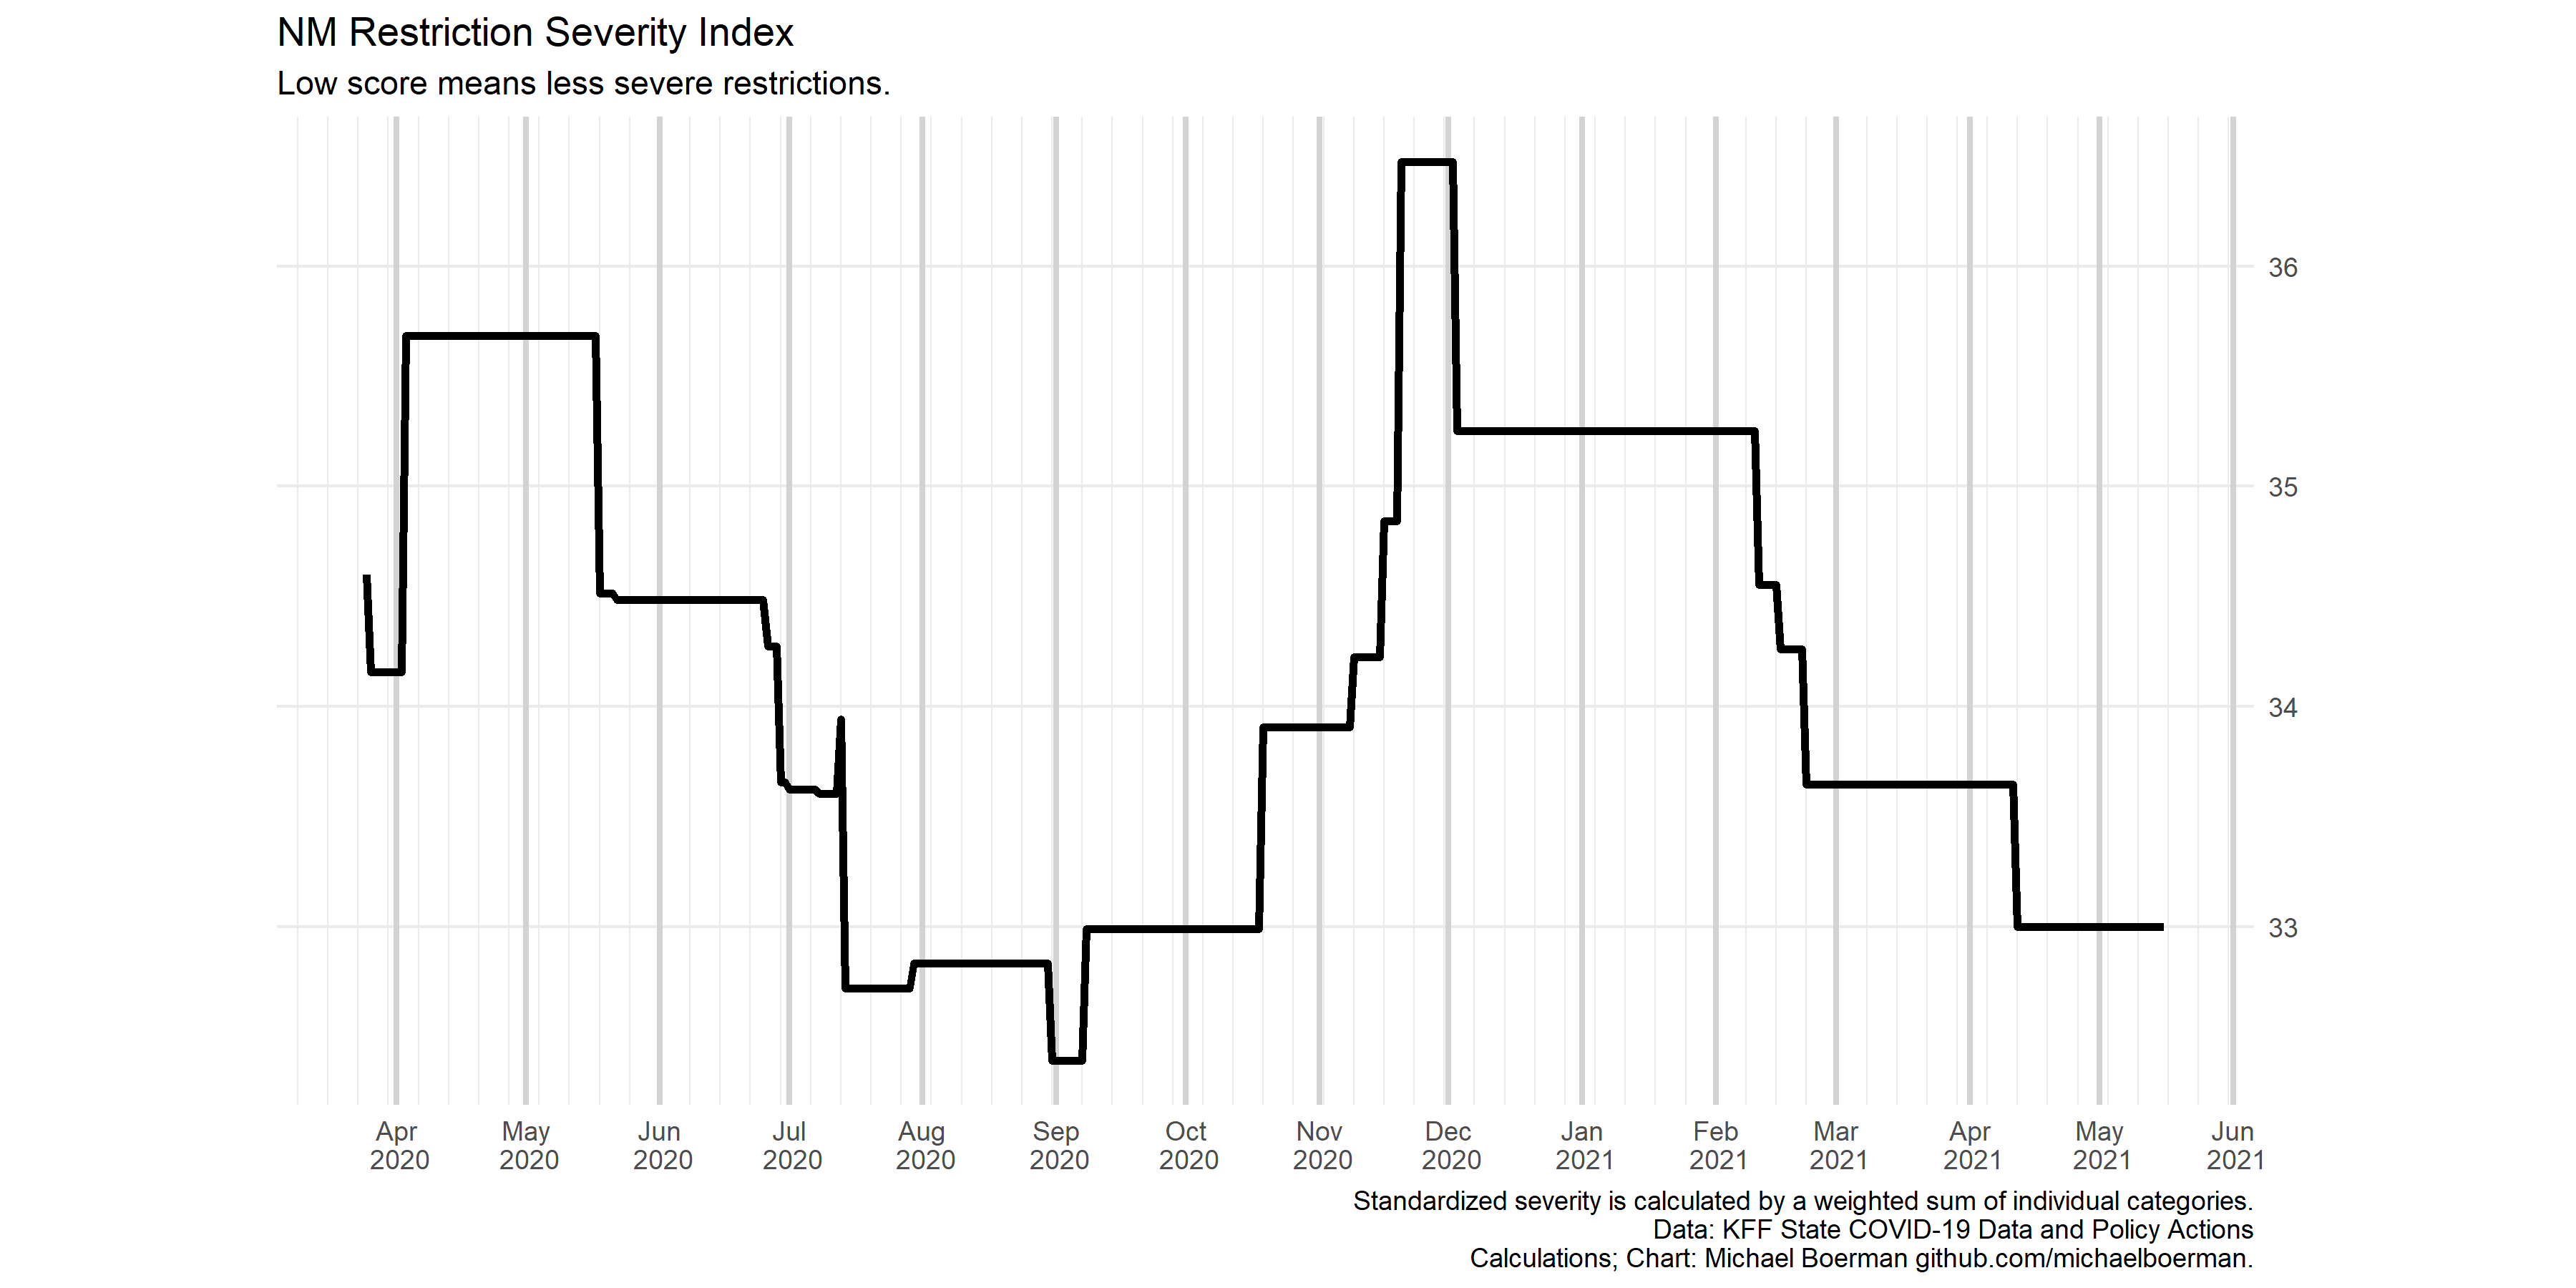 NM Restriction Severity Index
Low score means less severe restrictions.
36
35
34
33
Apr May Jun Jul Aug Sep Oct Nov Dec Jan Feb Mar Apr May Jun
2020 2020 2020 2020 2020 2020 2020 2020 2020 2021 2021 2021 2021 2021 2021
Standardized severity is calculated by a weighted sum of individual categories.
Data: KFF State COVID-19 Data and Policy Actions
Calculations; Chart: Michael Boerman github.com/michaelboerman.